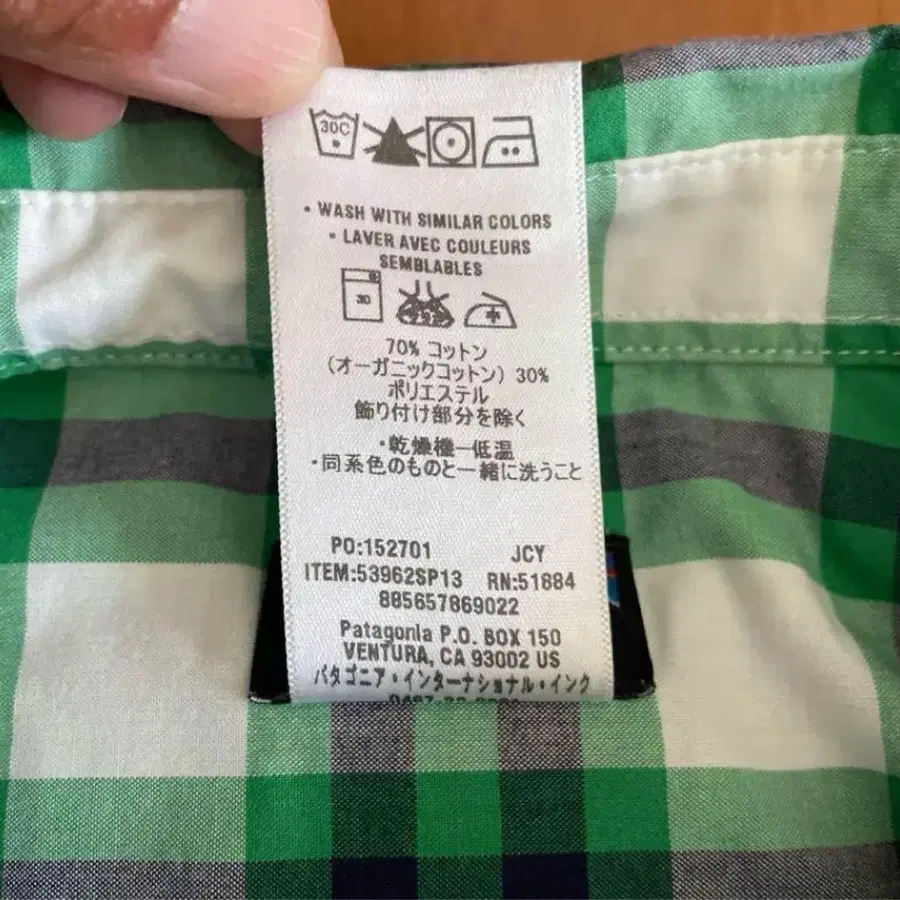 30C
• WASH WITH SIMILAR COLORS
• LAVER AVEC COULEURS
SEMBLABLES
30
中
70% コットン
(オーガニックコットン) 30%
ポリエステル
飾り付け部分を除く
・乾燥機一低温
・同系色のものと一緒に洗うこと
PO:152701 JCY
ITEM:53962SP13 RN:51884
885657869022
Patagonia P.O. BOX 150
VENTURA, CA 93002 US
パタゴニア・インターナショナル・インク